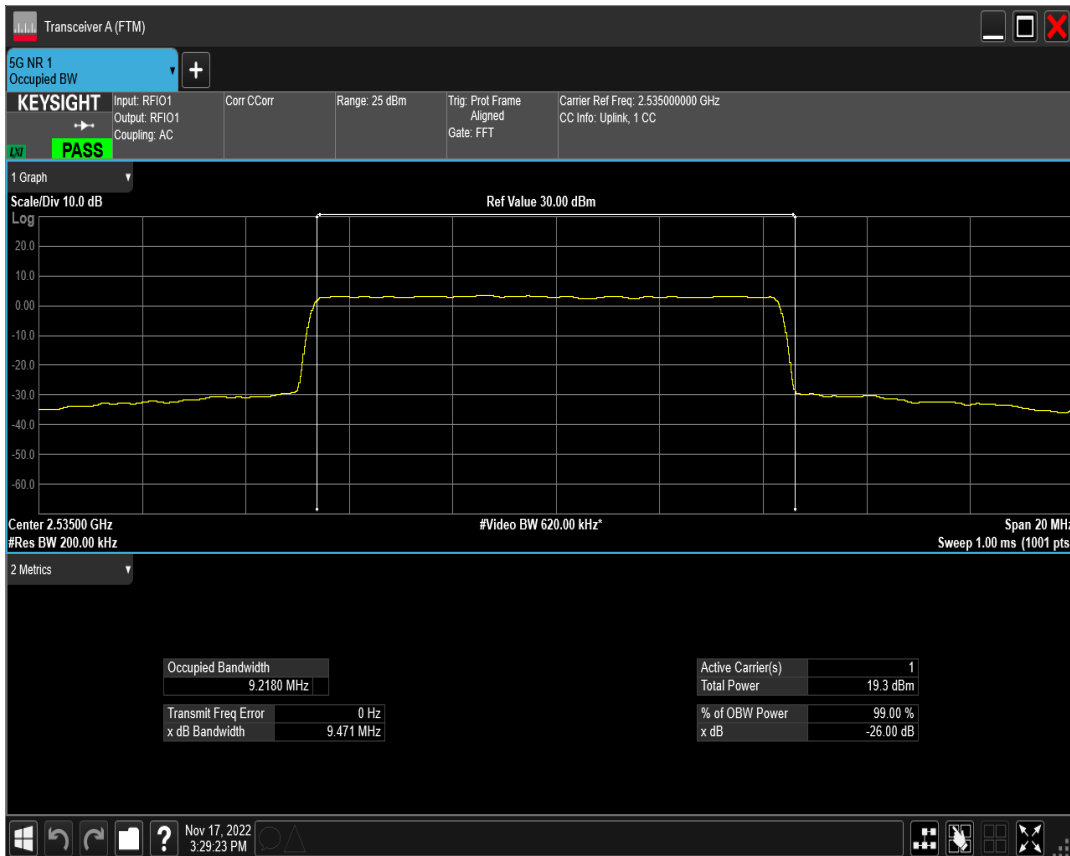 Transceiver A (FTM)
5G NR 1
Occupied BW
+
KEYSIGHT
LXI
PASS
Input: RFIO1
Output: RFIO1
Coupling: AC
Corr CCorr
Range: 25 dBm
Trig: Prot Frame
Aligned
Gate: FFT
Carrier Ref Freq: 2.535000000 GHz
CC Info: Uplink, 1 CC
1 Graph
Scale/Div 10.0 dB
Ref Value 30.00 dBm
Log
20.0
10.0
0.00
-10.0
-20.0
-30.0
-40.0
-50.0
-60.0
Center 2.53500 GHz
#Video BW 620.00 kHz*
Span 20 MHz
#Res BW 200.00 kHz
Sweep 1.00 ms (1001 pts
2 Metrics
Occupied Bandwidth
9.2180 MHz
Transmit Freq Error 0 Hz
x dB Bandwidth 9.471 MHz
Active Carrier(s) 1
Total Power 19.3 dBm
% of OBW Power 99.00 %
x dB -26.00 dB
?
Nov 17, 2022
3:29:23 PM